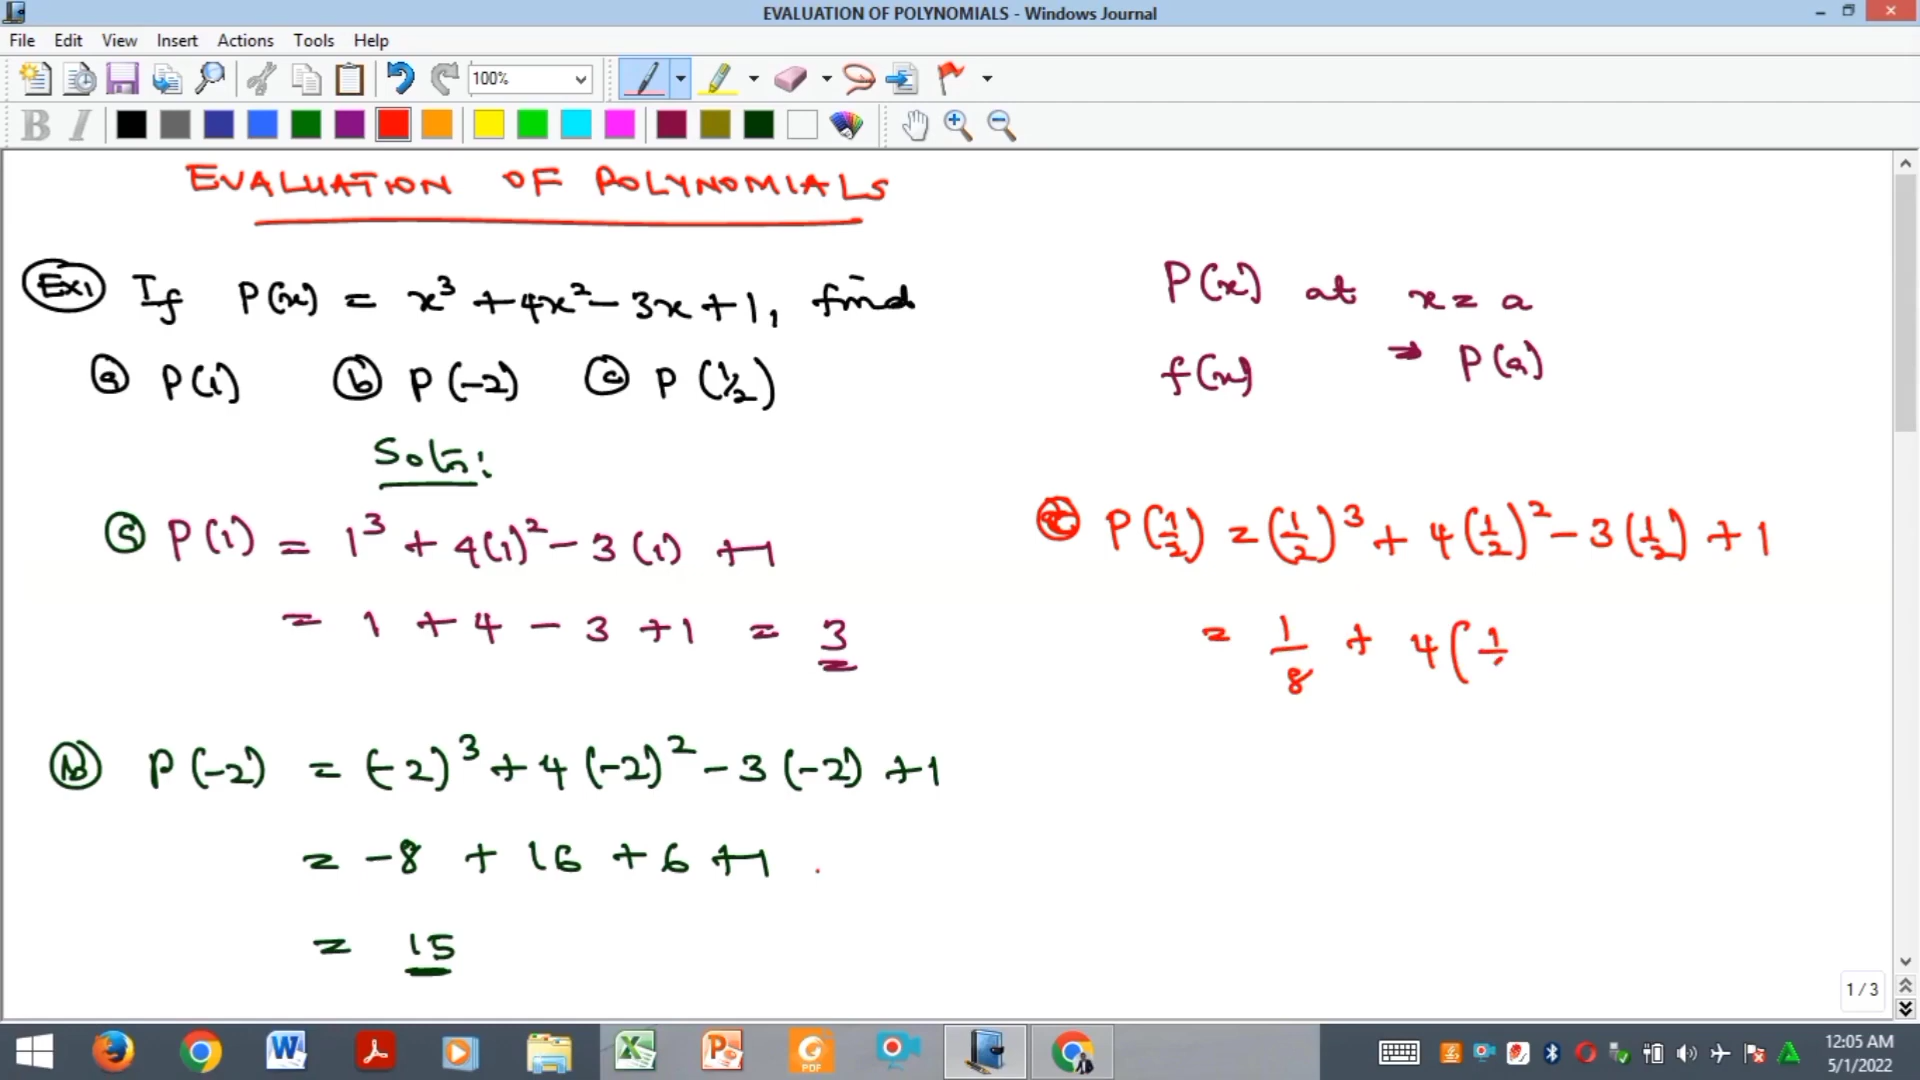 EVALUATION OF POLYNOMIALS - Windows Journal
File Edit View Insert Actions Tools Help
100%
B I
EVALUATION OF POLYNOMIALS
Ex1 If P(x) = x³ + 4x² - 3x + 1, find
(a) P(1) (b) P(-2) (c) P(1/2)
Soln:
P(1) = 1³ + 4(1)² - 3(1) + 1
= 1 + 4 - 3 + 1 = 3
(b) P(-2) = (-2)³ + 4(-2)² - 3(-2) + 1
= -8 + 16 + 6 + 1
= 15
P(x) at x = a
f(x) ⇒ P(a)
(c) P(1/2) = (1/2)³ + 4(1/2)² - 3(1/2) + 1
= 1/8 + 4(1
1 / 3
12:05 AM
5/1/2022